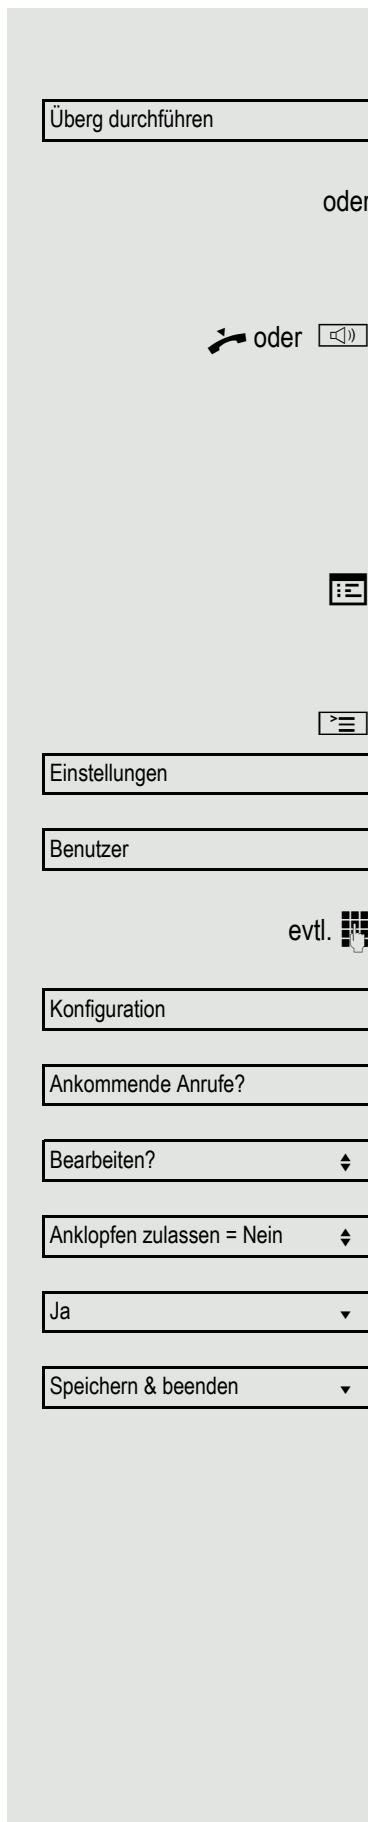 Überg durchführen
oder
oder
Einstellungen
Benutzer
evtl.
Konfiguration
Ankommende Anrufe?
Bearbeiten?
Anklopfen zulassen = Nein
Ja
Speichern & beenden